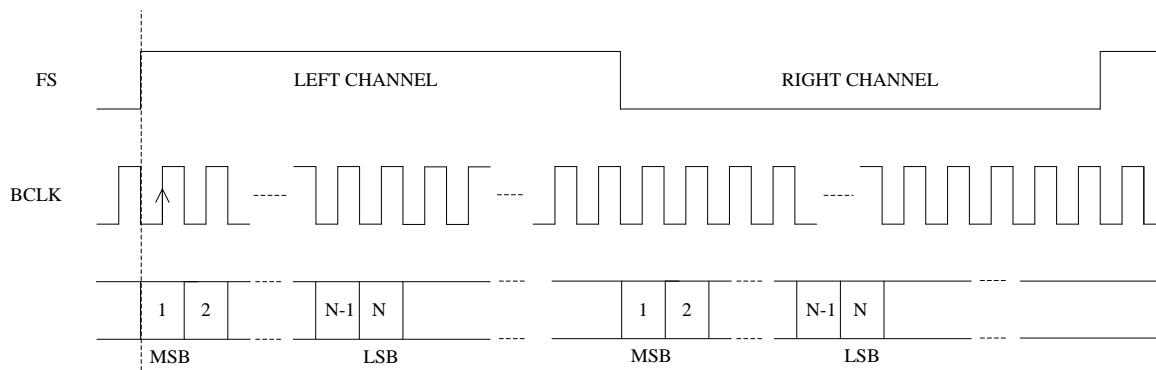 FS
LEFT CHANNEL
RIGHT CHANNEL
BCLK
1 2 N-1 N 1 2 N-1 N
MSB LSB MSB LSB